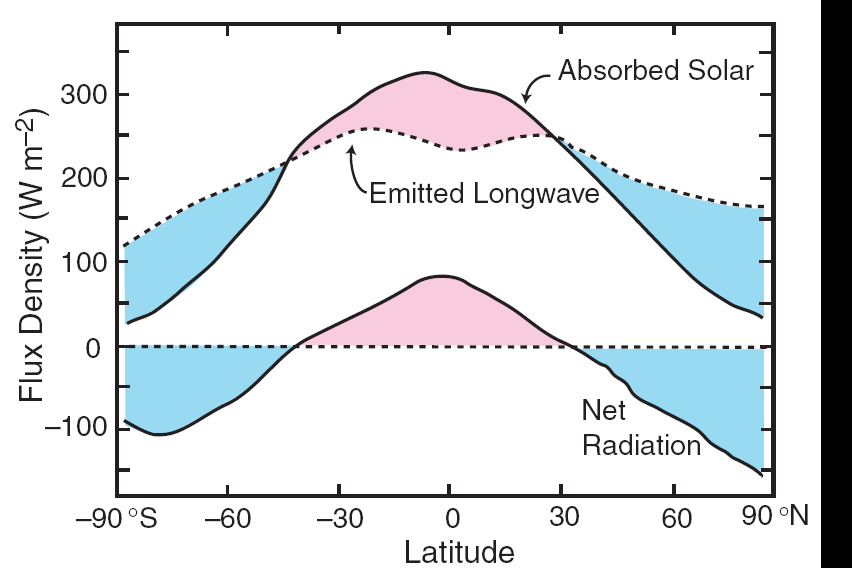 Flux Density (W m–2)
300
200
100
0
–100
Absorbed Solar
Emitted Longwave
Net
Radiation
–90 °S –60 –30 0 30 60 90 °N
Latitude